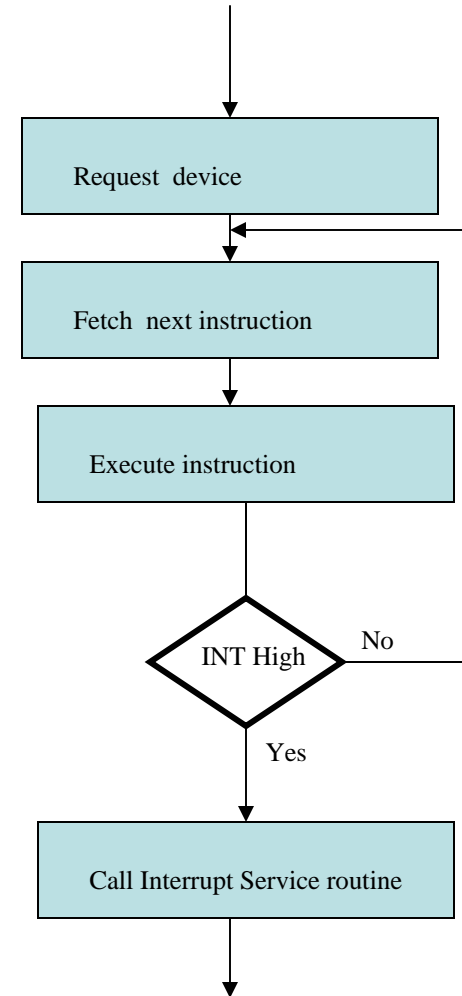 Request device
Fetch next instruction
Execute instruction
INT High
No
Yes
Call Interrupt Service routine